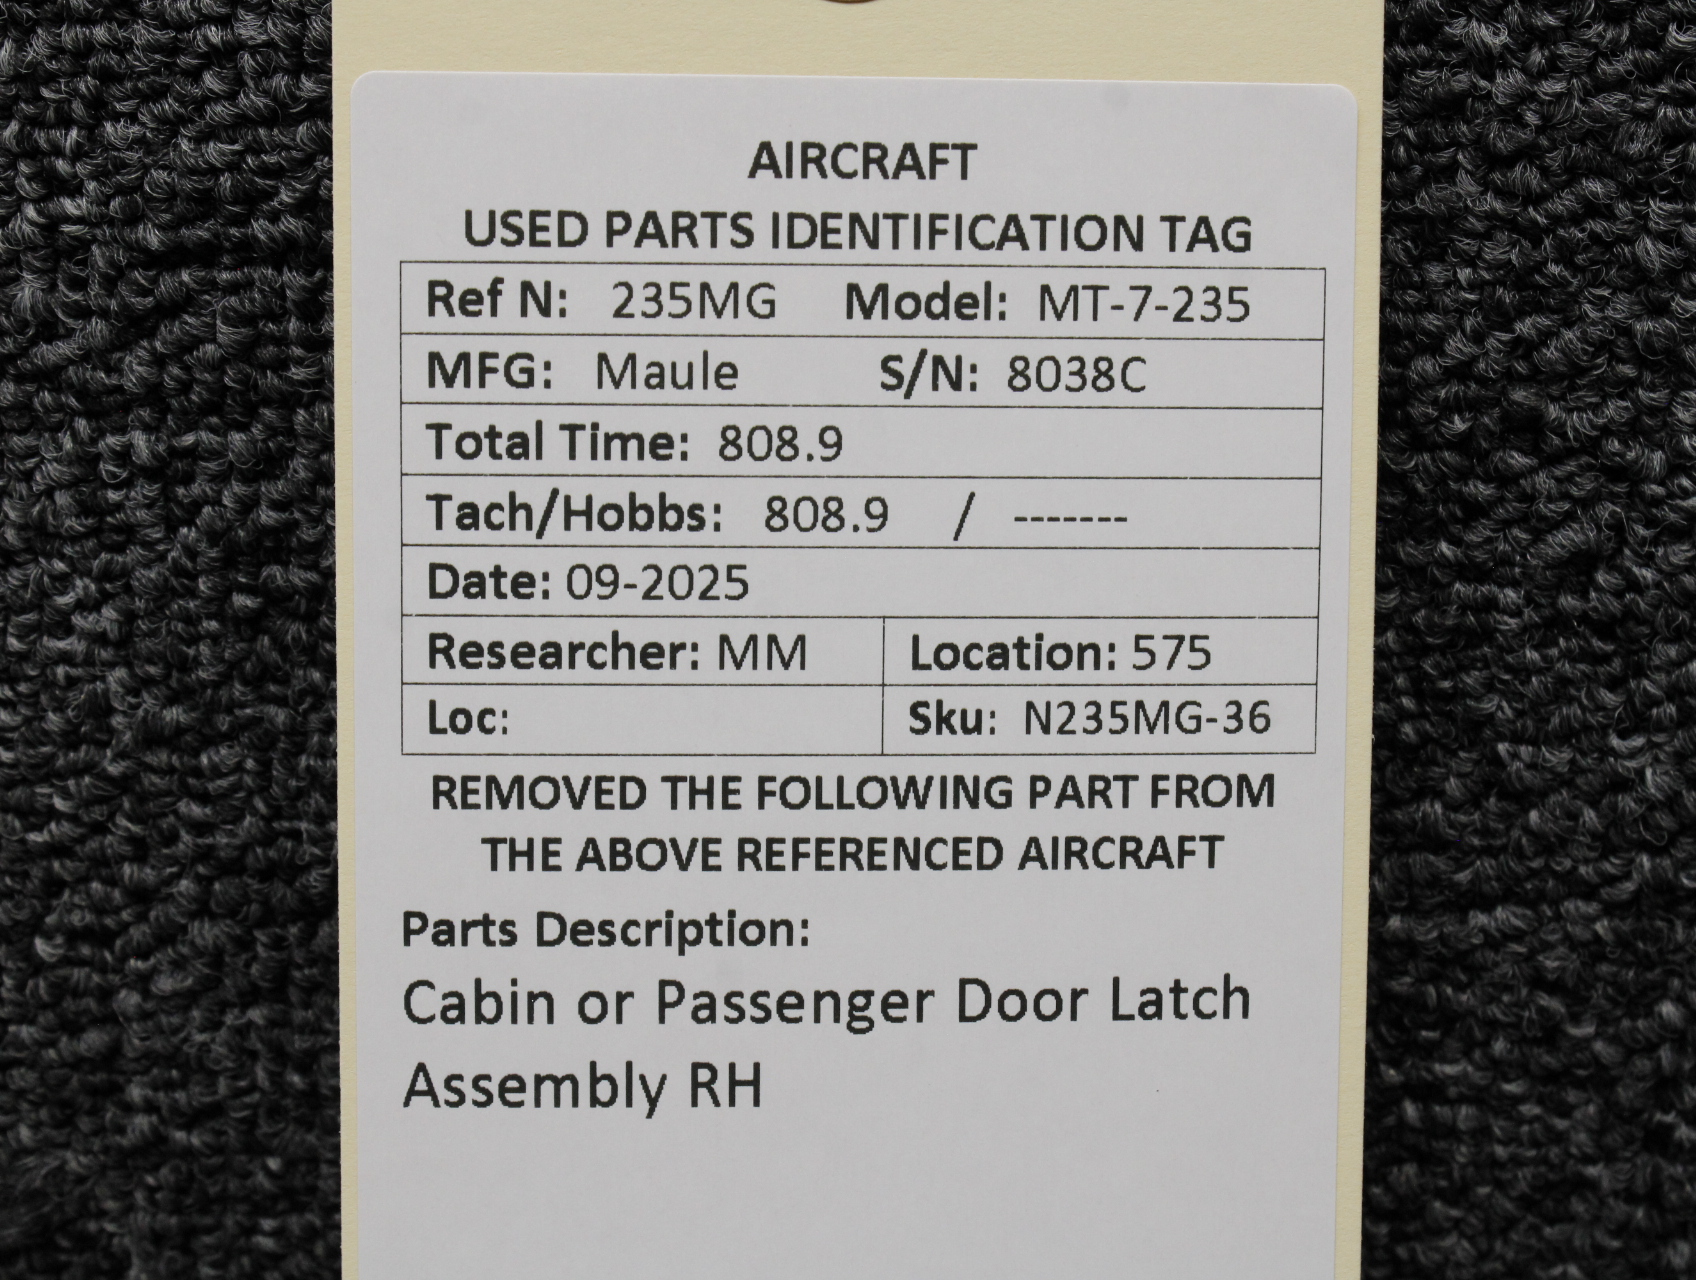 AIRCRAFT
USED PARTS IDENTIFICATION TAG
Ref N: 235MG Model: MT-7-235
MFG: Maule S/N: 8038C
Total Time: 808.9
Tach/Hobbs: 808.9 / -------
Date: 09-2025
Researcher: MM Location: 575
Loc: Sku: N235MG-36
REMOVED THE FOLLOWING PART FROM
THE ABOVE REFERENCED AIRCRAFT
Parts Description:
Cabin or Passenger Door Latch
Assembly RH